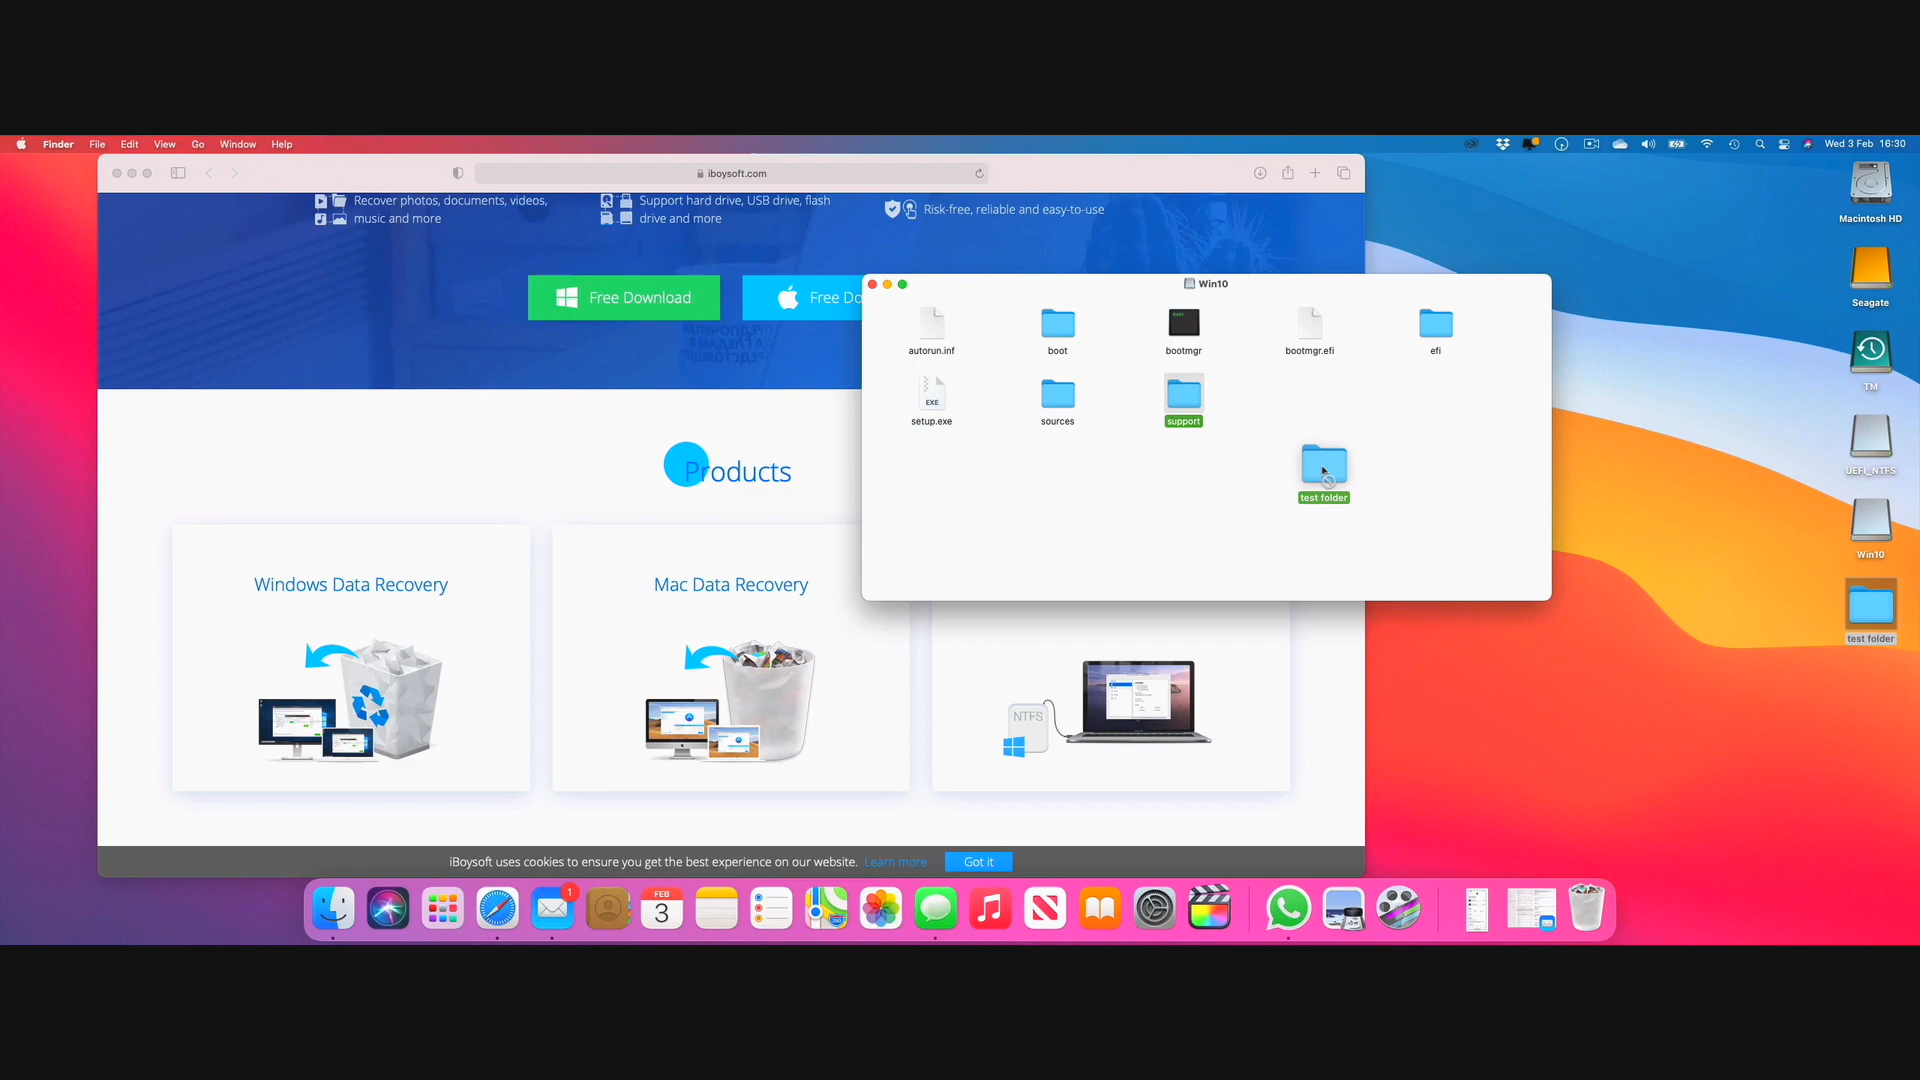 Finder File Edit View Go Window Help
Wed 3 Feb 16:30
iboysoft.com
Recover photos, documents, videos,
music and more
Support hard drive, USB drive, flash
drive and more
Risk-free, reliable and easy-to-use
Free Download
Free Do
Win10
autorun.inf
boot
bootmgr
bootmgr.efi
efi
EXE
setup.exe
sources
support
test folder
Products
Windows Data Recovery
Mac Data Recovery
NTFS
iBoysoft uses cookies to ensure you get the best experience on our website. Learn more
Got it
Macintosh HD
Seagate
TM
UEFI_NTFS
Win10
test folder
1
FEB
3